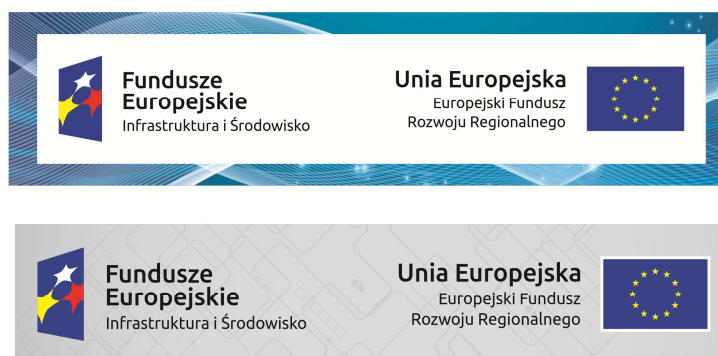 Fundusze
Europejskie
Infrastruktura i Środowisko
Unia Europejska
Europejski Fundusz
Rozwoju Regionalnego
Fundusze
Europejskie
Infrastruktura i Środowisko
Unia Europejska
Europejski Fundusz
Rozwoju Regionalnego